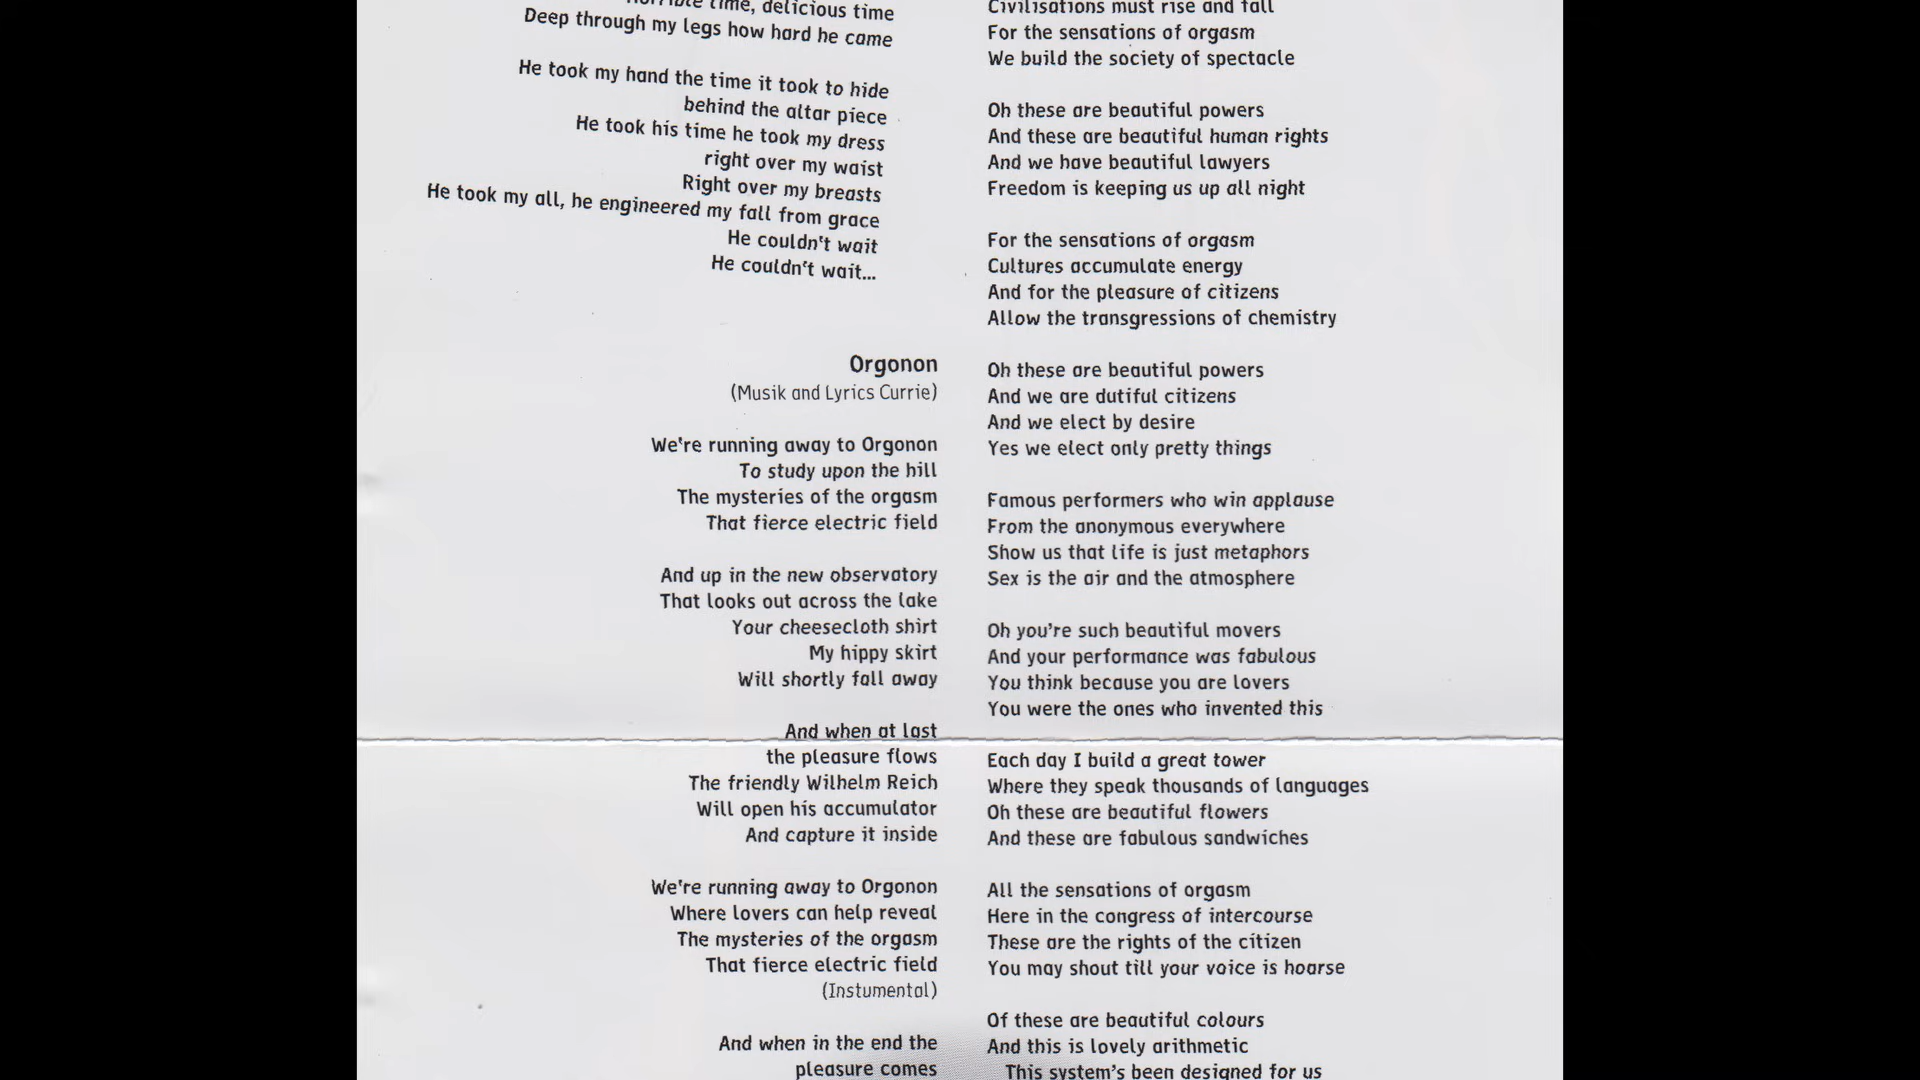 Horrible time, delicious time
Deep through my legs how hard he came
He took my hand the time it took to hide
behind the altar piece
He took his time he took my dress
right over my waist
Right over my breasts
He took my all, he engineered my fall from grace
He couldn't wait
He couldn't wait...
Orgonon
(Musik and Lyrics Currie)
We're running away to Orgonon
To study upon the hill
The mysteries of the orgasm
That fierce electric field
And up in the new observatory
That looks out across the lake
Your cheesecloth shirt
My hippy skirt
Will shortly fall away
And when at last
the pleasure flows
The friendly Wilhelm Reich
Will open his accumulator
And capture it inside
We're running away to Orgonon
Where lovers can help reveal
The mysteries of the orgasm
That fierce electric field
(Instumental)
And when in the end the
pleasure comes
Civilisations must rise and fall
For the sensations of orgasm
We build the society of spectacle
Oh these are beautiful powers
And these are beautiful human rights
And we have beautiful lawyers
Freedom is keeping us up all night
For the sensations of orgasm
Cultures accumulate energy
And for the pleasure of citizens
Allow the transgressions of chemistry
Oh these are beautiful powers
And we are dutiful citizens
And we elect by desire
Yes we elect only pretty things
Famous performers who win applause
From the anonymous everywhere
Show us that life is just metaphors
Sex is the air and the atmosphere
Oh you're such beautiful movers
And your performance was fabulous
You think because you are lovers
You were the ones who invented this
Each day I build a great tower
Where they speak thousands of languages
Oh these are beautiful flowers
And these are fabulous sandwiches
All the sensations of orgasm
Here in the congress of intercourse
These are the rights of the citizen
You may shout till your voice is hoarse
Of these are beautiful colours
And this is lovely arithmetic
This system's been designed for us